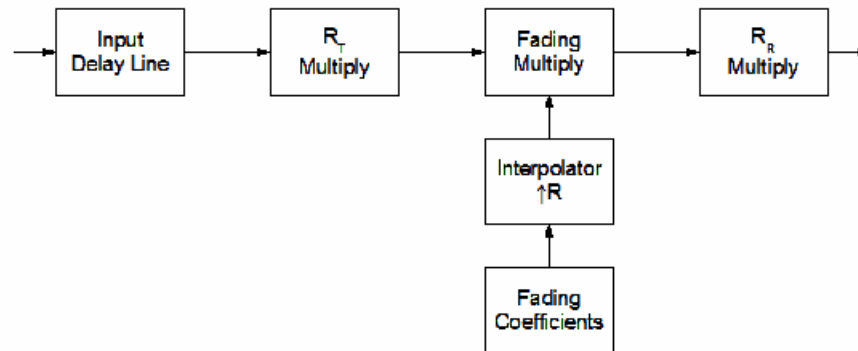 Input
Delay Line
R_T
Multiply
Fading
Multiply
R_R
Multiply
Interpolator
↑R
Fading
Coefficients